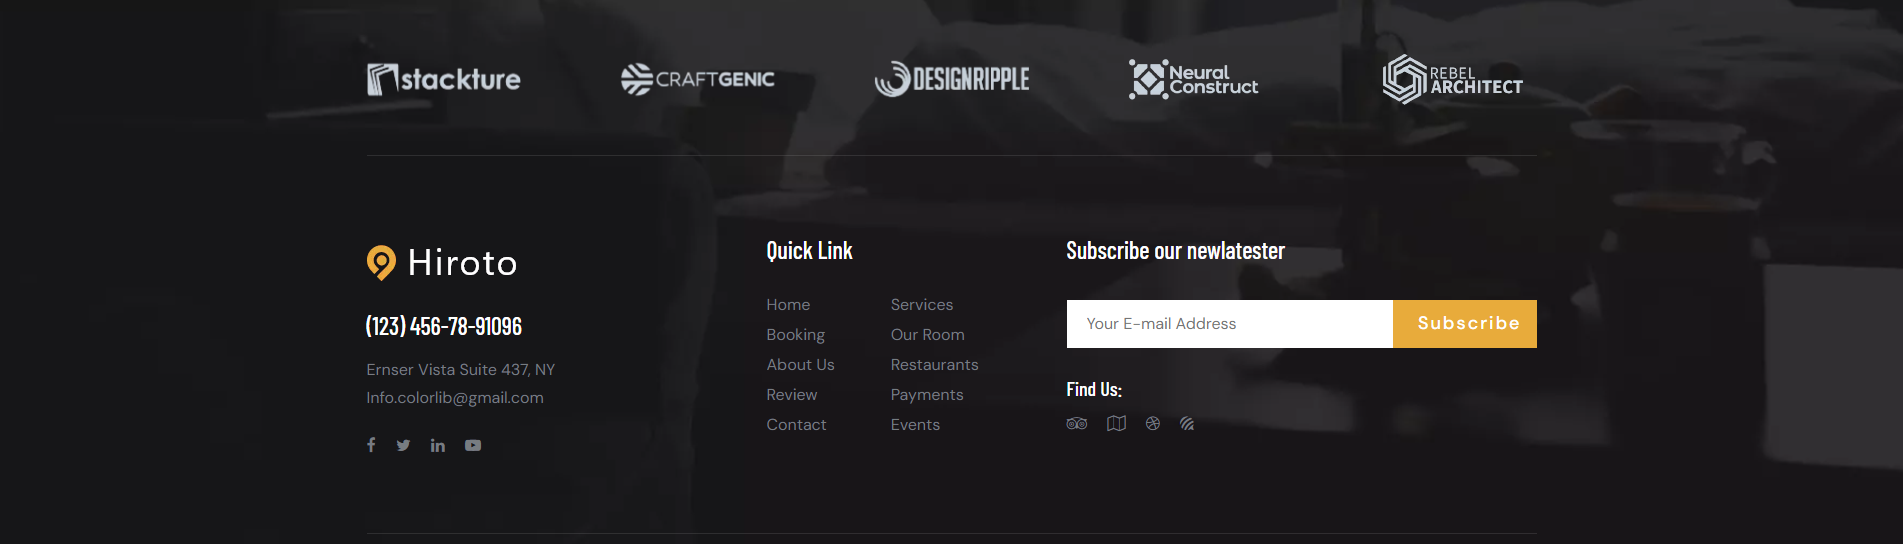 stackture
CRAFTGENIC
DESIGNRIPPLE
Neural
Construct
REBEL
ARCHITECT
Hiroto
(123) 456-78-91096
Ernser Vista Suite 437, NY
Info.colorlib@gmail.com
Quick Link
Home
Booking
About Us
Review
Contact
Services
Our Room
Restaurants
Payments
Events
Subscribe our newlatester
Your E-mail Address
Subscribe
Find Us: